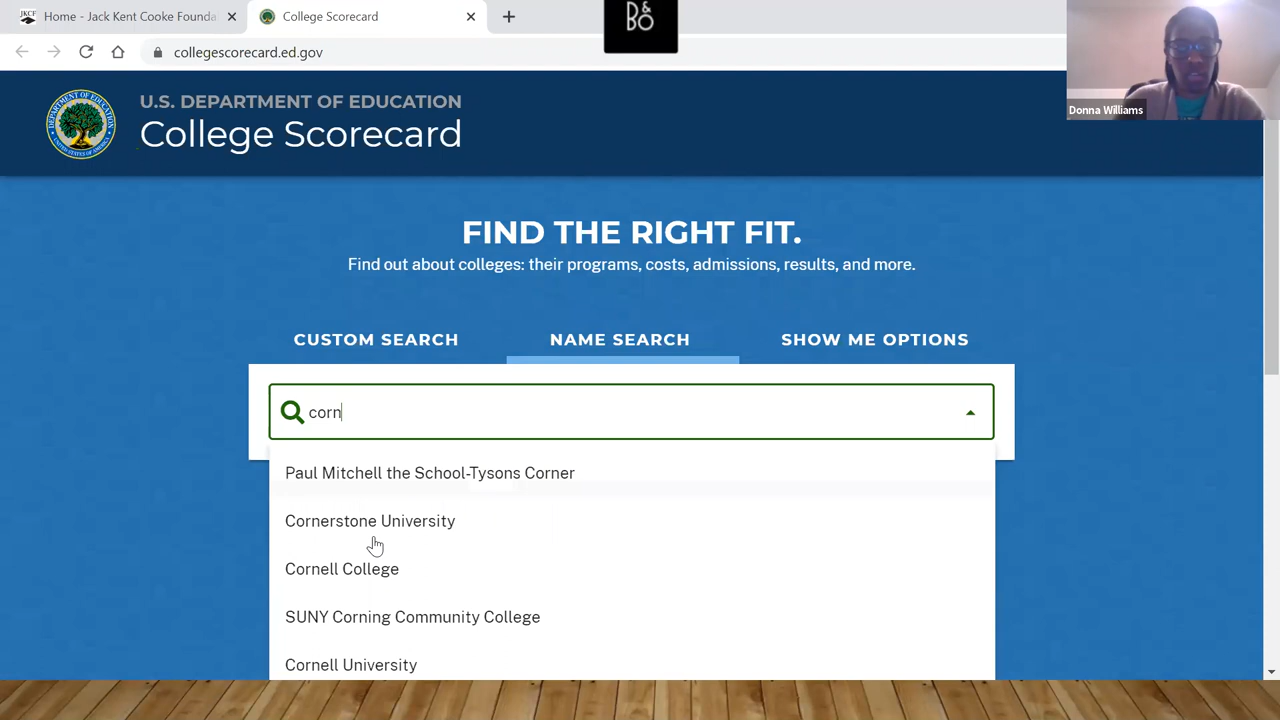 Home - Jack Kent Cooke Founda
College Scorecard
JKCF
D&
BO
collegescorecard.ed.gov
Donna Williams
U.S. DEPARTMENT OF EDUCATION
College Scorecard
FIND THE RIGHT FIT.
Find out about colleges: their programs, costs, admissions, results, and more.
CUSTOM SEARCH
NAME SEARCH
SHOW ME OPTIONS
corn
Paul Mitchell the School-Tysons Corner
Cornerstone University
Cornell College
SUNY Corning Community College
Cornell University